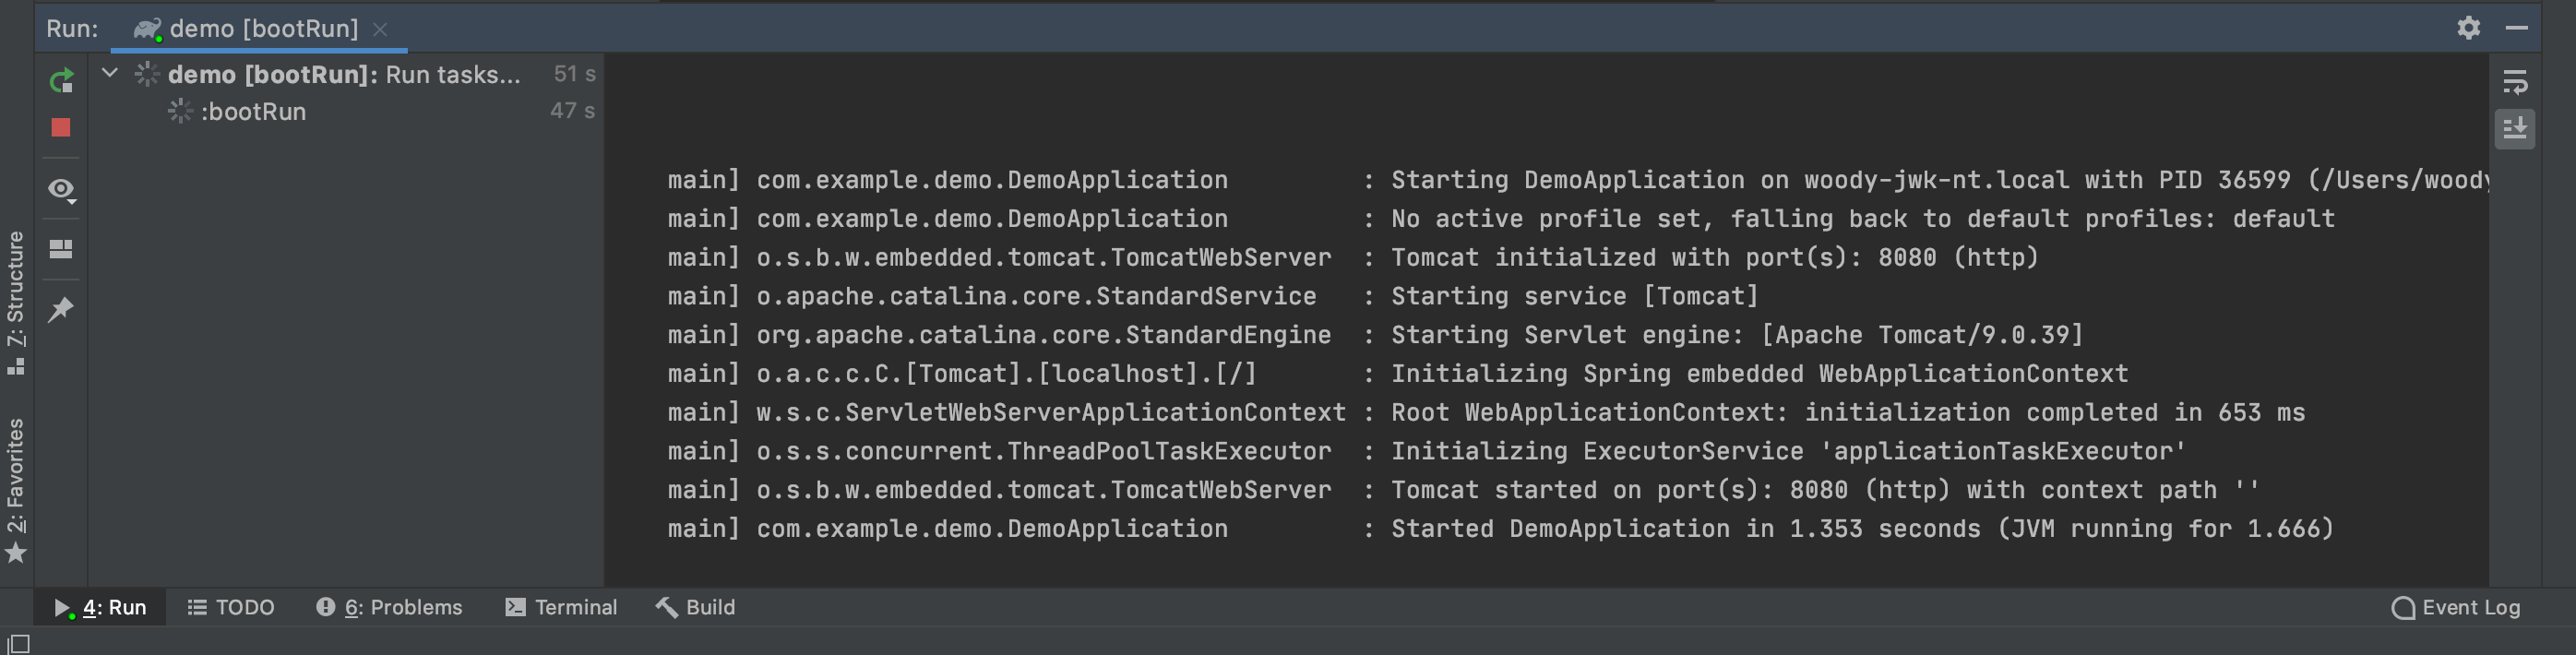 Run: demo [bootRun]
demo [bootRun]: Run tasks... 51 s
:bootRun 47 s
main] com.example.demo.DemoApplication : Starting DemoApplication on woody-jwk-nt.local with PID 36599 (/Users/woody
main] com.example.demo.DemoApplication : No active profile set, falling back to default profiles: default
main] o.s.b.w.embedded.tomcat.TomcatWebServer : Tomcat initialized with port(s): 8080 (http)
main] o.apache.catalina.core.StandardService : Starting service [Tomcat]
main] org.apache.catalina.core.StandardEngine : Starting Servlet engine: [Apache Tomcat/9.0.39]
main] o.a.c.c.C.[Tomcat].[localhost].[/] : Initializing Spring embedded WebApplicationContext
main] w.s.c.ServletWebServerApplicationContext : Root WebApplicationContext: initialization completed in 653 ms
main] o.s.s.concurrent.ThreadPoolTaskExecutor : Initializing ExecutorService 'applicationTaskExecutor'
main] o.s.b.w.embedded.tomcat.TomcatWebServer : Tomcat started on port(s): 8080 (http) with context path ''
main] com.example.demo.DemoApplication : Started DemoApplication in 1.353 seconds (JVM running for 1.666)
7: Structure
2: Favorites
4: Run TODO 6: Problems Terminal Build Event Log